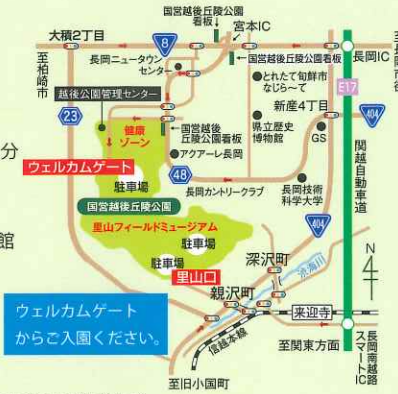 国営越後丘陵公園
看板
宮本IC
大積2丁目
8
国営越後丘陵公園看板
長岡IC
至柏崎市
長岡ニュータウン
センター
とれたて旬鮮市
なじらーて
E17
越後公園管理センター
新産4丁目
404
23
健康
ゾーン
国営越後
丘陵公園看板
県立歴史
博物館
GS
分
アクアーレ長岡
関越自動車道
ウェルカムゲート
駐車場
48
長岡カントリークラブ
長岡技術
科学大学
国営越後丘陵公園
404
里山フィールドミュージアム
館
駐車場
深沢町
渋海川
N
駐車場
里山口
親沢町
来迎寺
ウェルカムゲート
からご入園ください。
信越本線
至関東方面
長岡南越路
スマートIC
至旧小国町